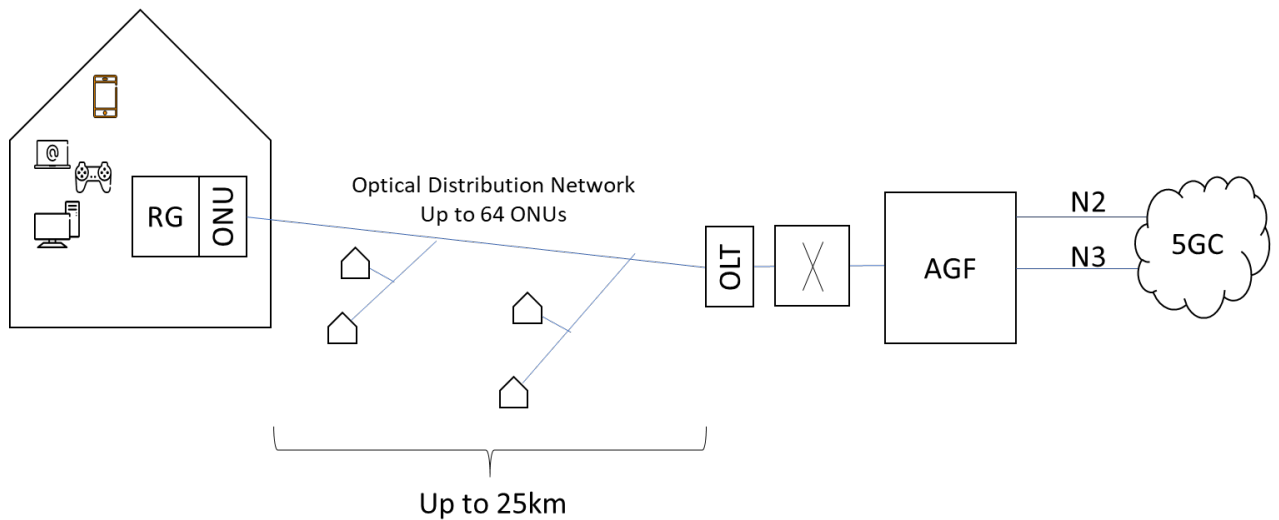 @
RG
ONU
Optical Distribution Network
Up to 64 ONUs
OLT
AGF
N2
N3
5GC
Up to 25km